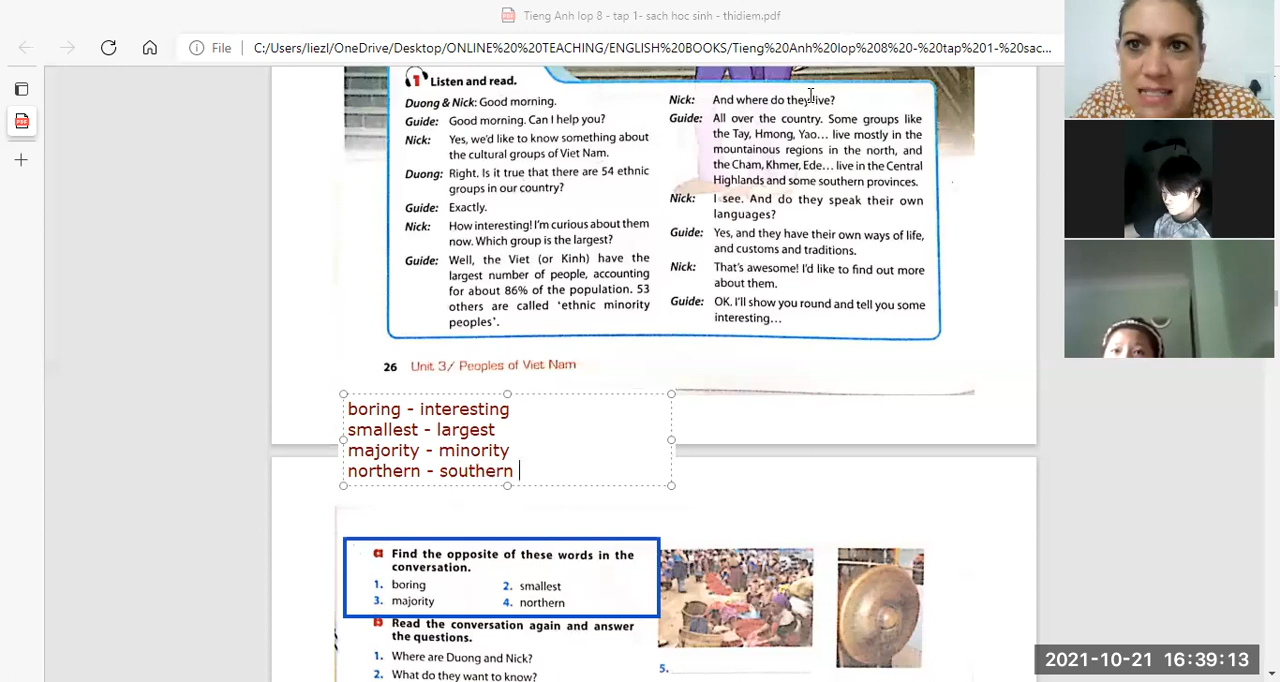 Tieng Anh lop 8 - tap 1- sach hoc sinh - thidiem.pdf
File C:/Users/liezl/OneDrive/Desktop/ONLINE%20%20TEACHING/ENGLISH%20BOOKS/Tieng%20Anh%20lop%208%20-%20tap%201-%20sac...
1 Listen and read.
Duong & Nick: Good morning.
Guide: Good morning. Can I help you?
Nick: Yes, we'd like to know something about
the cultural groups of Viet Nam.
Duong: Right. Is it true that there are 54 ethnic
groups in our country?
Guide: Exactly.
Nick: How interesting! I'm curious about them
now. Which group is the largest?
Guide: Well, the Viet (or Kinh) have the
largest number of people, accounting
for about 86% of the population. 53
others are called 'ethnic minority
peoples'.
Nick: And where do they live?
Guide: All over the country. Some groups like
the Tay, Hmong, Yao... live mostly in the
mountainous regions in the north, and
the Cham, Khmer, Ede... live in the Central
Highlands and some southern provinces.
Nick: I see. And do they speak their own
languages?
Guide: Yes, and they have their own ways of life,
and customs and traditions.
Nick: That's awesome! I'd like to find out more
about them.
Guide: OK. I'll show you round and tell you some
interesting...
26 Unit 3/ Peoples of Viet Nam
boring - interesting
smallest - largest
majority - minority
northern - southern
a Find the opposite of these words in the
conversation.
1. boring 2. smallest
3. majority 4. northern
b Read the conversation again and answer
the questions.
1. Where are Duong and Nick?
2. What do they want to know?
5.
2021-10-21 16:39:13